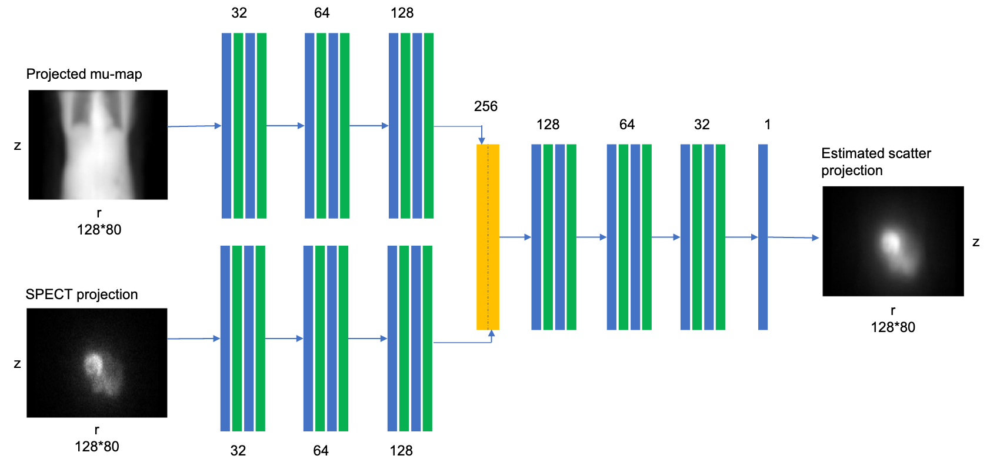 32
64
128
Projected mu-map
z
r
128*80
256
128
64
32
1
Estimated scatter
projection
z
r
128*80
SPECT projection
z
r
128*80
32
64
128